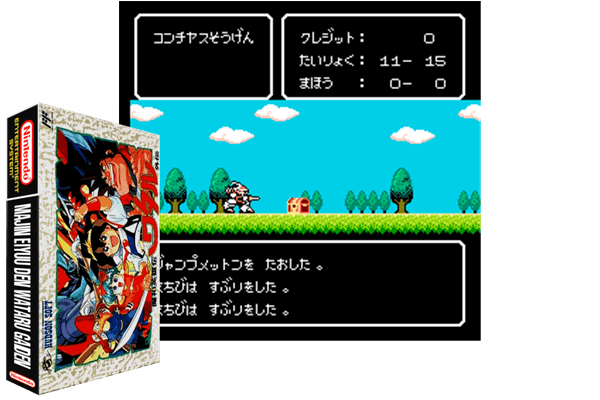 コンチヤスそうげん
クレジット： 0
たいりょく： 11- 15
まほう ： 0- 0
ジャンプメットンを たおした。
まちびは すぶりをした。
まちびは すぶりをした。
Nintendo
ENTERTAINMENT
SYSTEM
MAJIN EIYUU DEN WATARU GAIDEN
Nintendo